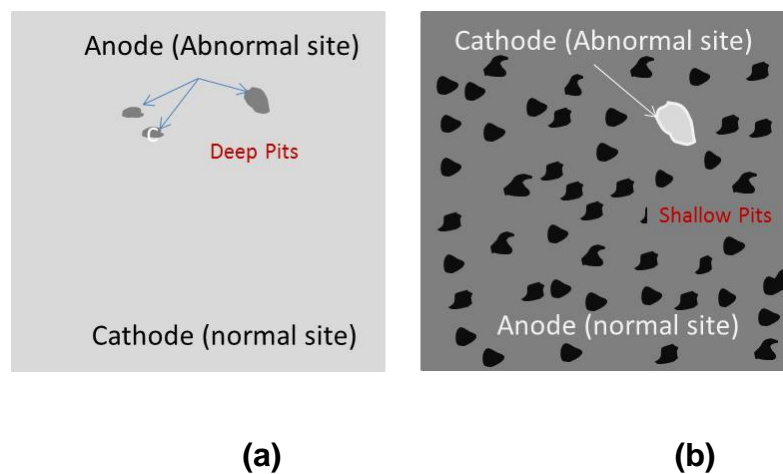 Anode (Abnormal site)
C
Deep Pits
Cathode (normal site)
Cathode (Abnormal site)
Shallow Pits
Anode (normal site)
(a)
(b)